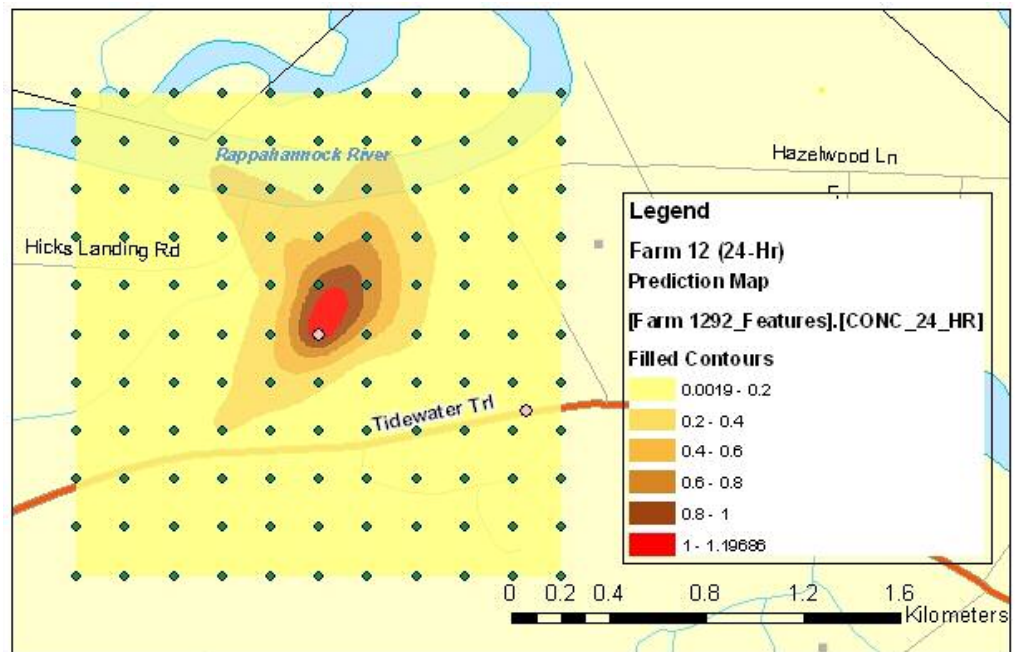 Rappahannock River
Hazelwood Ln
Hicks Landing Rd
Tidewater Trl
Legend
Farm 12 (24-Hr)
Prediction Map
[Farm 1292_Features].[CONC_24_HR]
Filled Contours
0.0019 - 0.2
0.2 - 0.4
0.4 - 0.6
0.6 - 0.8
0.8 - 1
1 - 1.19686
0 0.2 0.4 0.8 1.2 1.6
Kilometers